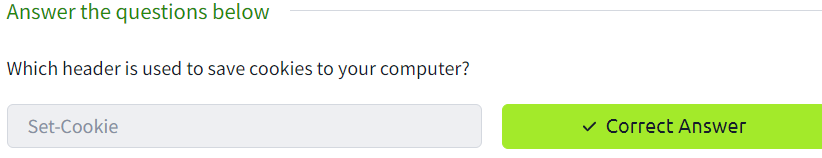 Answer the questions below
Which header is used to save cookies to your computer?
Set-Cookie
✓ Correct Answer